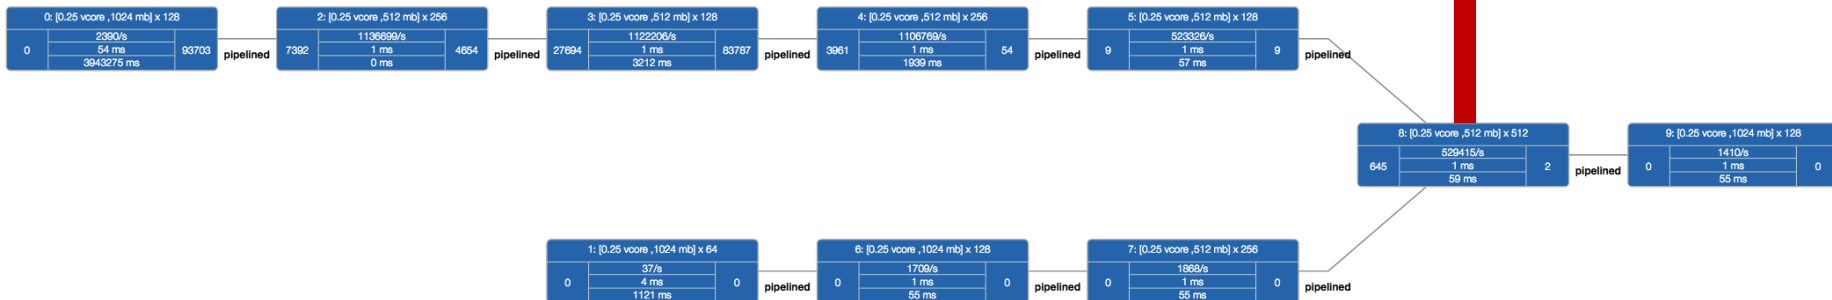 0: [0.25 vcore ,1024 mb] x 128
0
2390/s
54 ms
3943275 ms
93703
pipelined
2: [0.25 vcore ,512 mb] x 256
7392
1136699/s
1 ms
0 ms
4654
pipelined
3: [0.25 vcore ,512 mb] x 128
27694
1122206/s
1 ms
3212 ms
83787
pipelined
4: [0.25 vcore ,512 mb] x 256
3961
1106769/s
1 ms
1939 ms
54
pipelined
5: [0.25 vcore ,512 mb] x 128
9
523326/s
1 ms
57 ms
9
pipelined
8: [0.25 vcore ,512 mb] x 512
645
529415/s
1 ms
59 ms
2
pipelined
9: [0.25 vcore ,1024 mb] x 128
0
1410/s
1 ms
55 ms
0
1: [0.25 vcore ,1024 mb] x 64
0
37/s
4 ms
1121 ms
0
pipelined
6: [0.25 vcore ,1024 mb] x 128
0
1709/s
1 ms
55 ms
0
pipelined
7: [0.25 vcore ,512 mb] x 256
0
1868/s
1 ms
55 ms
0
pipelined